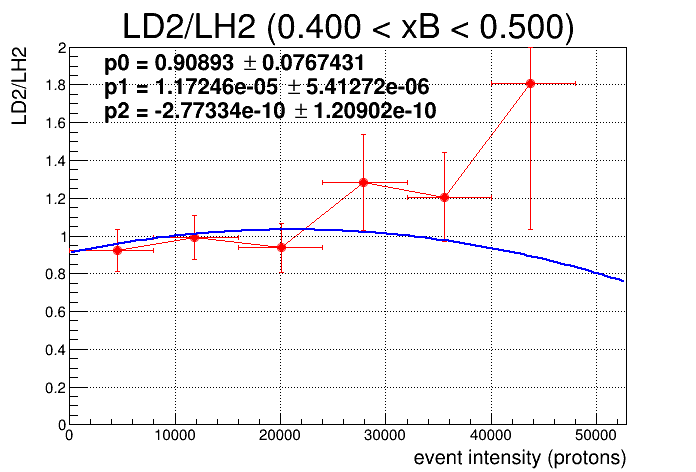 LD2/LH2 (0.400 < xB < 0.500)
LD2/LH2
p0 = 0.90893 ± 0.0767431
p1 = 1.17246e-05 ± 5.41272e-06
p2 = -2.77334e-10 ± 1.20902e-10
2
1.8
1.6
1.4
1.2
1
0.8
0.6
0.4
0.2
0
0 10000 20000 30000 40000 50000
event intensity (protons)